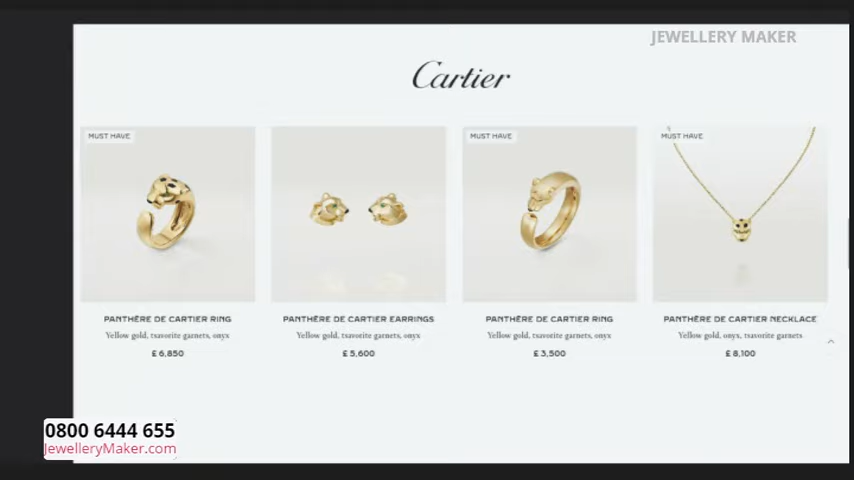 JEWELLERY MAKER
Cartier
MUST HAVE
MUST HAVE
MUST HAVE
PANTHÈRE DE CARTIER RING
Yellow gold, tsavorite garnets, onyx
£ 6,850
PANTHÈRE DE CARTIER EARRINGS
Yellow gold, tsavorite garnets, onyx
£ 5,600
PANTHÈRE DE CARTIER RING
Yellow gold, tsavorite garnets, onyx
£ 3,500
PANTHÈRE DE CARTIER NECKLACE
Yellow gold, onyx, tsavorite garnets
£ 8,100
0800 6444 655
JewelleryMaker.com